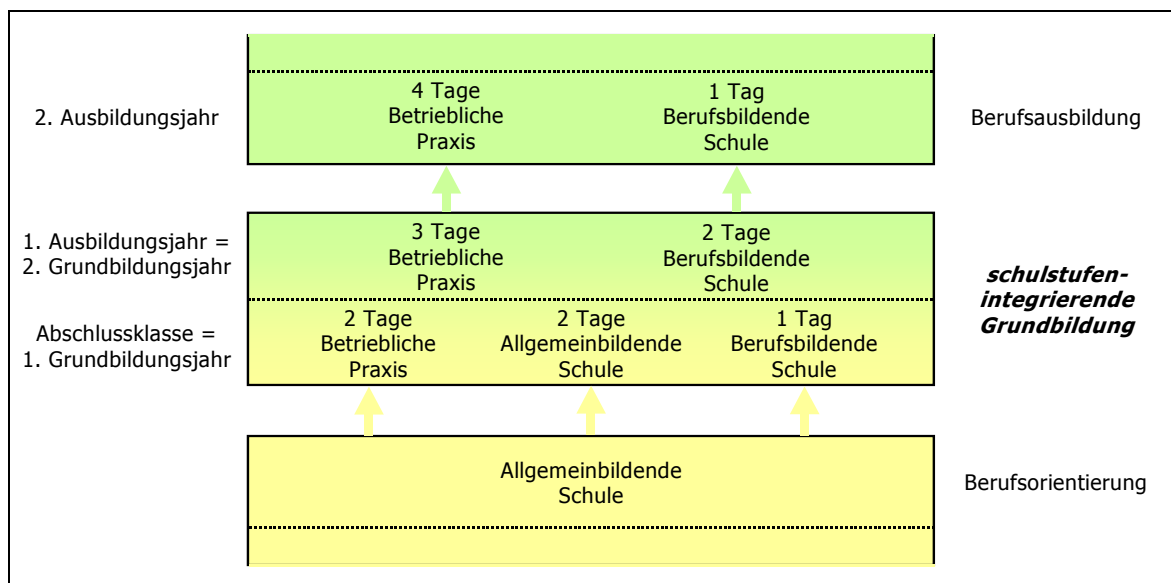 2. Ausbildungsjahr
4 Tage
Betriebliche
Praxis
1 Tag
Berufsbildende
Schule
Berufsausbildung
1. Ausbildungsjahr =
2. Grundbildungsjahr
3 Tage
Betriebliche
Praxis
2 Tage
Berufsbildende
Schule
schulstufen-
integrierende
Grundbildung
Abschlussklasse =
1. Grundbildungsjahr
2 Tage
Betriebliche
Praxis
2 Tage
Allgemeinbildende
Schule
1 Tag
Berufsbildende
Schule
Allgemeinbildende
Schule
Berufsorientierung